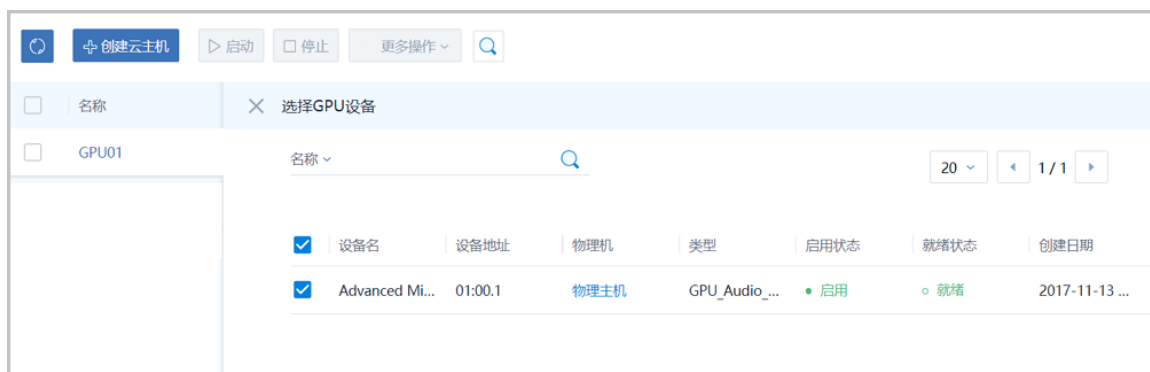 创建云主机 启动 停止 更多操作
名称 选择GPU设备
GPU01
名称 20 1 / 1
设备名 设备地址 物理机 类型 启用状态 就绪状态 创建日期
Advanced Mi... 01:00.1 物理主机 GPU_Audio_... 启用 就绪 2017-11-13 ...